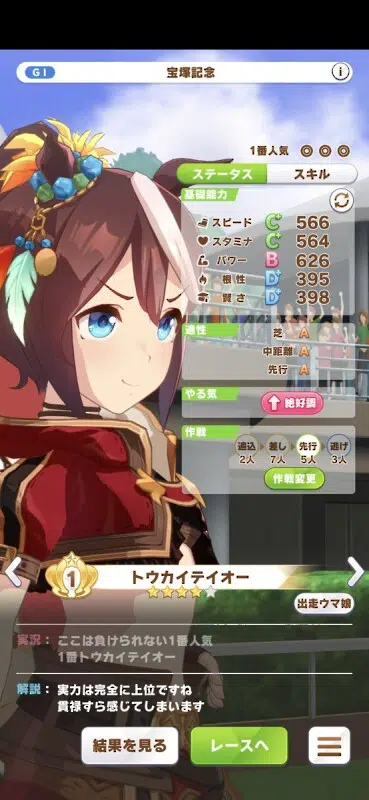 GⅠ
宝塚記念
i
1番人気 ◎ ◎ ◎
ステータス スキル
基礎能力
スピード C+ 566
スタミナ C+ 564
パワー B 626
根性 D+ 395
賢さ D+ 398
適性
芝 A
中距離 A
先行 A
やる気
絶好調
作戦
追込 差し 先行 逃げ
2人 7人 5人 3人
作戦変更
1 トウカイテイオー
出走ウマ娘
実況： ここは負けられない1番人気
1番トウカイテイオー
解説： 実力は完全に上位ですね
貫禄すら感じてしまいます
結果を見る レースへ